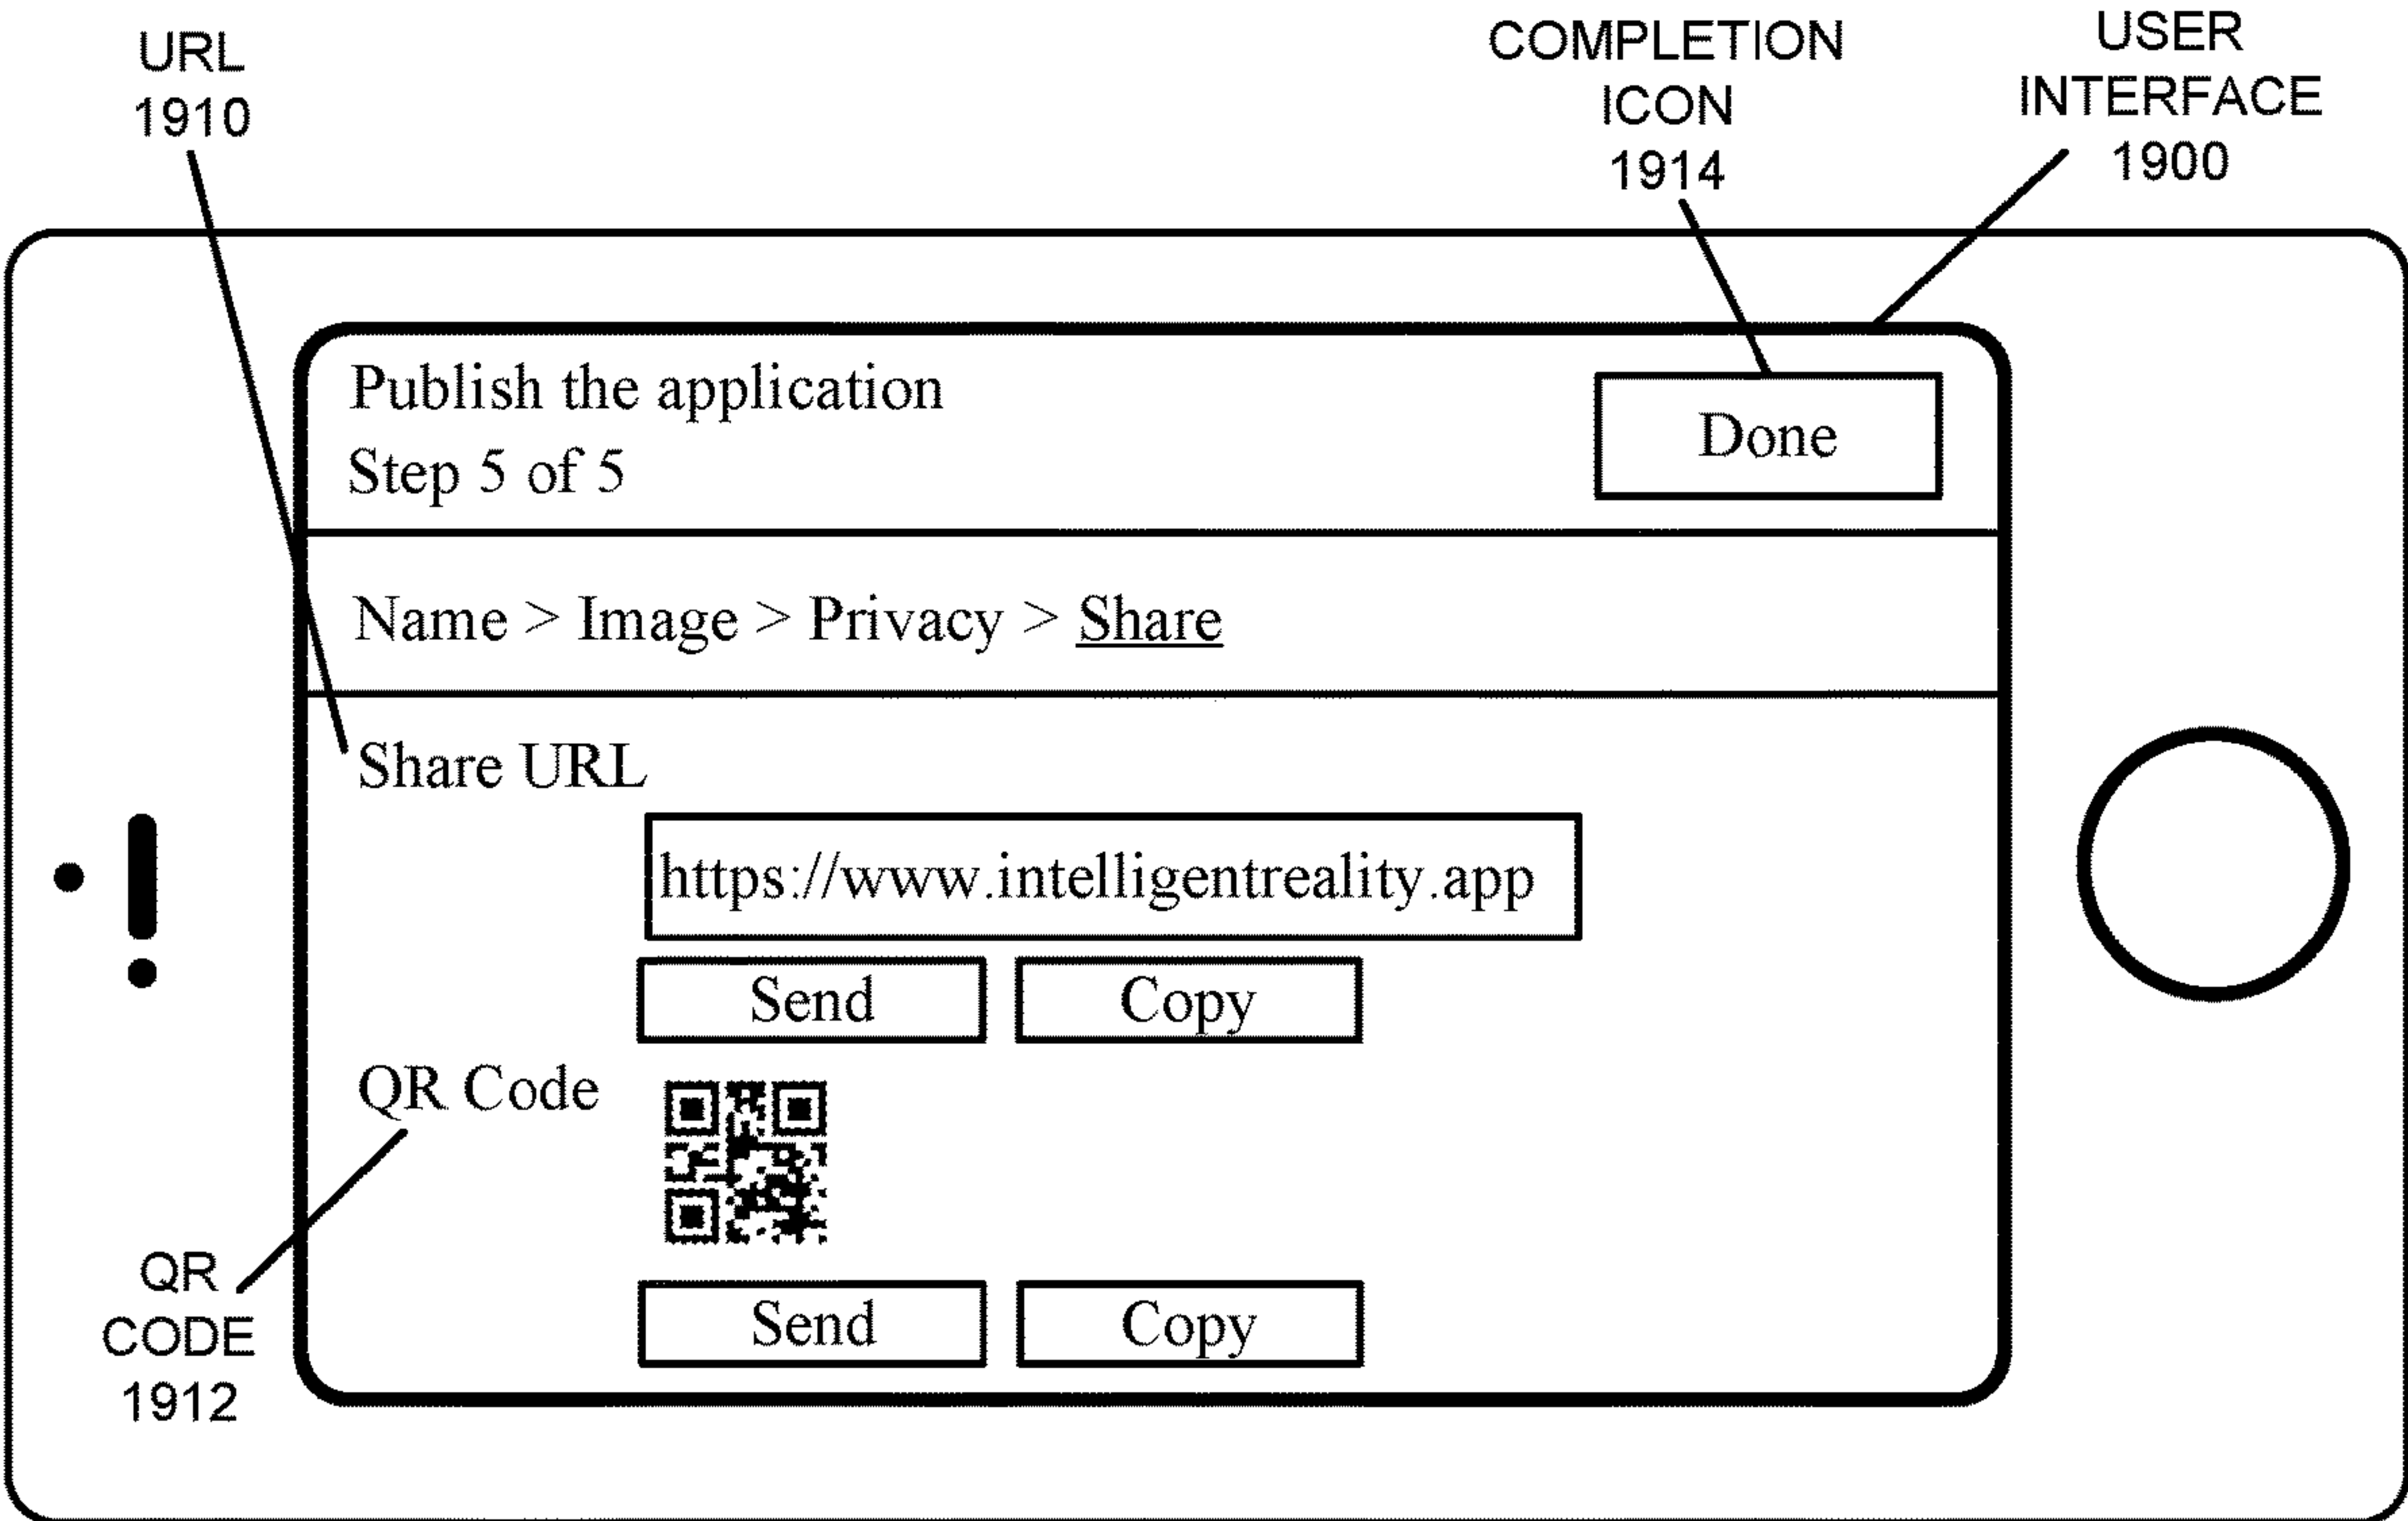 URL
1910
COMPLETION
ICON
1914
USER
INTERFACE
1900
Publish the application
Step 5 of 5
Done
Name > Image > Privacy > Share
Share URL
https://www.intelligentreality.app
Send
Copy
QR Code
Send
Copy
QR
CODE
1912